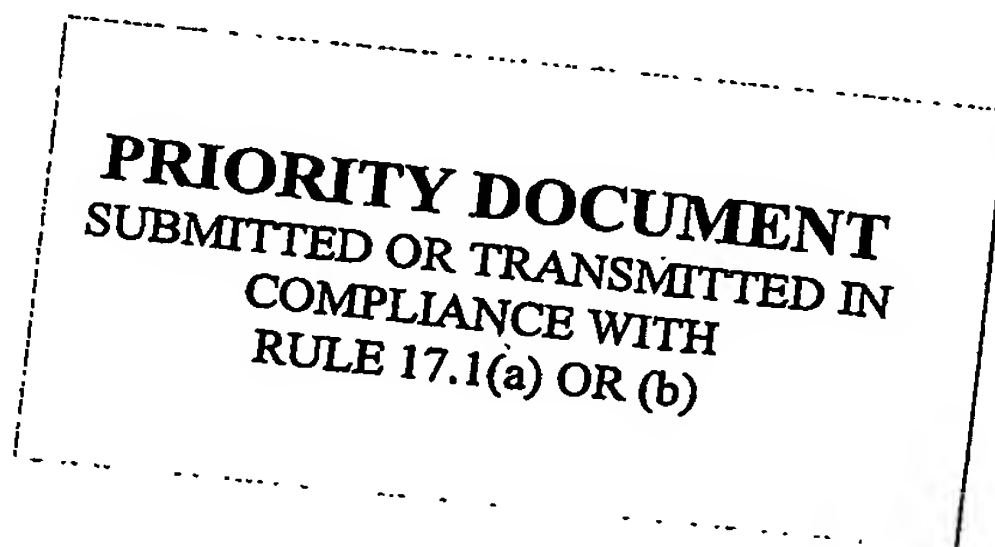 PRIORITY DOCUMENT
SUBMITTED OR TRANSMITTED IN
COMPLIANCE WITH
RULE 17.1(a) OR (b)